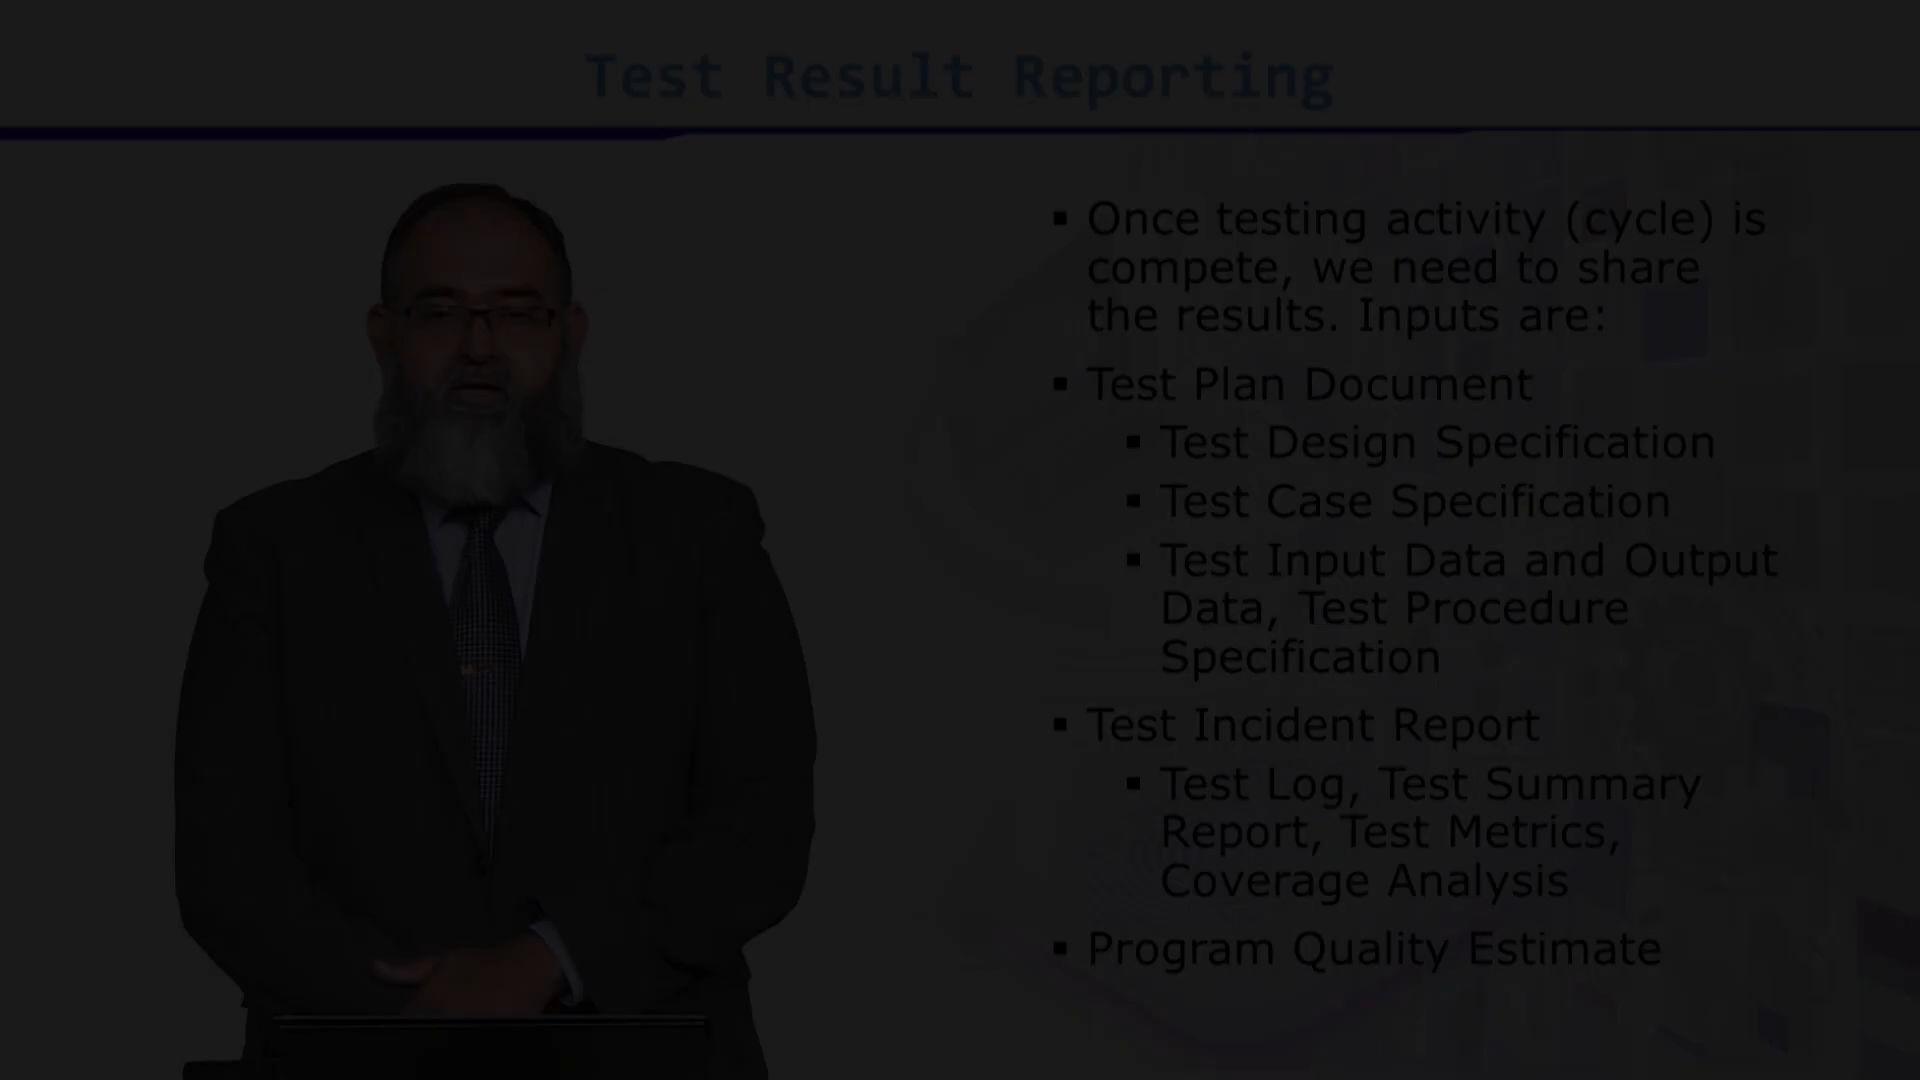 Test Result Reporting
▪ Once testing activity (cycle) is
compete, we need to share
the results. Inputs are:
▪ Test Plan Document
▪ Test Design Specification
▪ Test Case Specification
▪ Test Input Data and Output
Data, Test Procedure
Specification
▪ Test Incident Report
▪ Test Log, Test Summary
Report, Test Metrics,
Coverage Analysis
▪ Program Quality Estimate